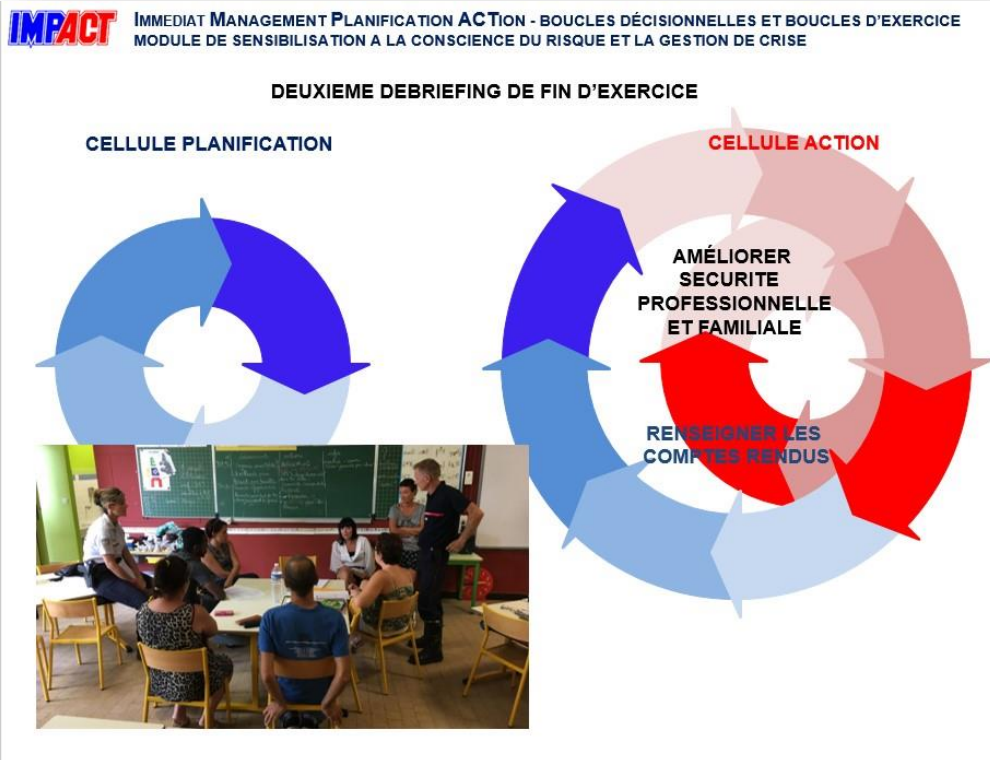 IMPACT
IMMEDIAT MANAGEMENT PLANIFICATION ACTION - BOUCLES DÉCISIONNELLES ET BOUCLES D'EXERCICE
MODULE DE SENSIBILISATION A LA CONSCIENCE DU RISQUE ET LA GESTION DE CRISE
DEUXIEME DEBRIEFING DE FIN D'EXERCICE
CELLULE PLANIFICATION
CELLULE ACTION
AMÉLIORER
SECURITE
PROFESSIONNELLE
ET FAMILIALE
RENSEIGNER LES
COMPTES RENDUS